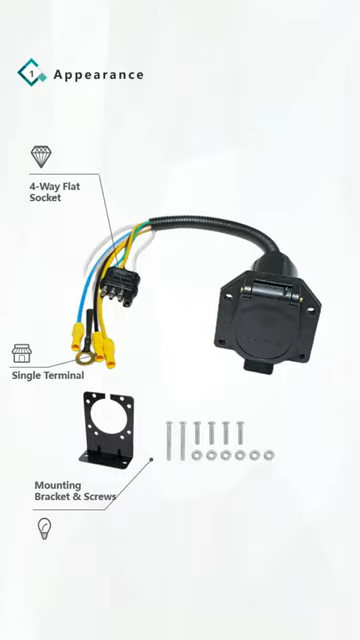 1 Appearance
4-Way Flat
Socket
Single Terminal
Mounting
Bracket & Screws